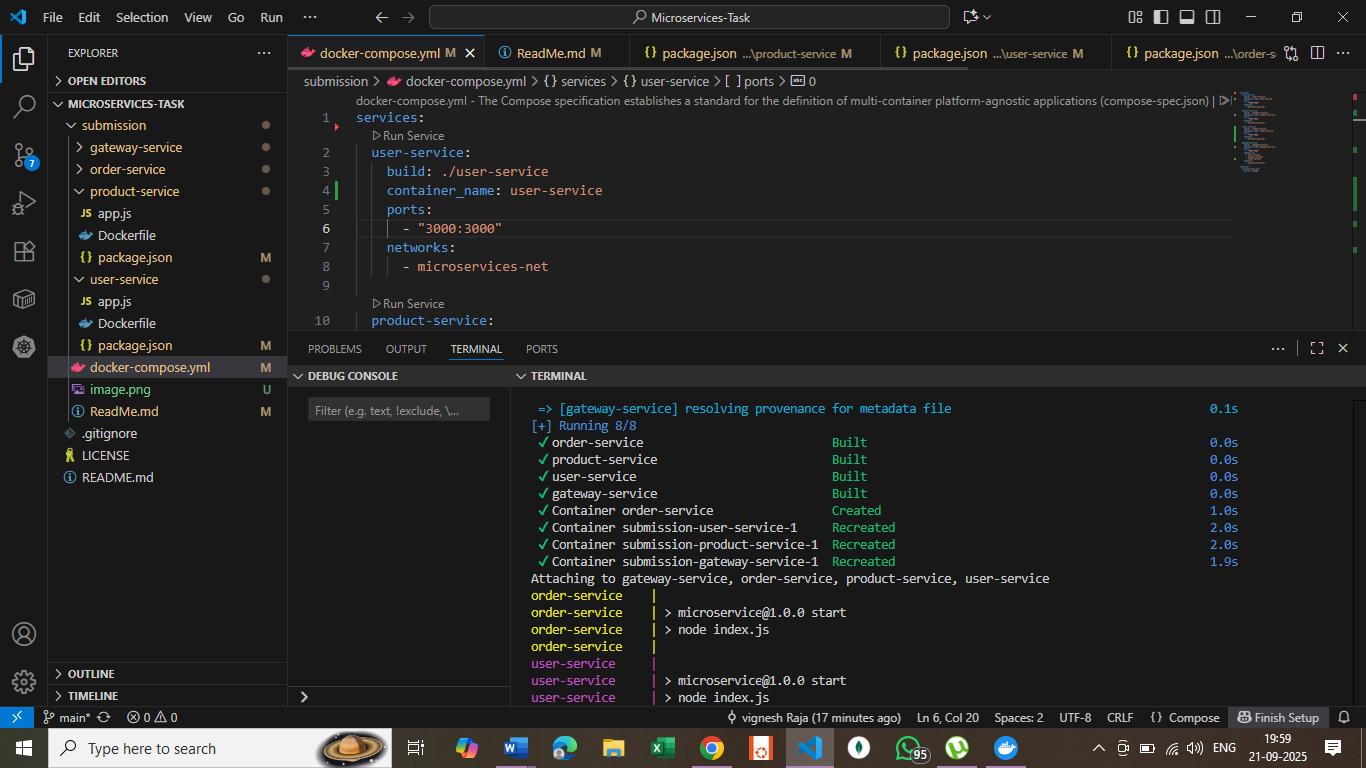 File Edit Selection View Go Run ··· Microservices-Task
EXPLORER
OPEN EDITORS
MICROSERVICES-TASK
submission
gateway-service
order-service
product-service
JS app.js
Dockerfile
{} package.json M
user-service
JS app.js
Dockerfile
{} package.json M
docker-compose.yml M
image.png U
ReadMe.md M
.gitignore
LICENSE
README.md
OUTLINE
TIMELINE
7
docker-compose.yml M ReadMe.md M {} package.json ...\product-service M {} package.json ...\user-service M {} package.json ...\order-s
submission > docker-compose.yml > {} services > {} user-service > [ ] ports > abc 0
docker-compose.yml - The Compose specification establishes a standard for the definition of multi-container platform-agnostic applications (compose-spec.json) |
1 services:
Run Service
2 user-service:
3 build: ./user-service
4 container_name: user-service
5 ports:
6 - "3000:3000"
7 networks:
8 - microservices-net
9
Run Service
10 product-service:
PROBLEMS OUTPUT TERMINAL PORTS
DEBUG CONSOLE
Filter (e.g. text, !exclude, \...
TERMINAL
=> [gateway-service] resolving provenance for metadata file 0.1s
[+] Running 8/8
✓ order-service Built 0.0s
✓ product-service Built 0.0s
✓ user-service Built 0.0s
✓ gateway-service Built 0.0s
✓ Container order-service Created 1.0s
✓ Container submission-user-service-1 Recreated 2.0s
✓ Container submission-product-service-1 Recreated 2.0s
✓ Container submission-gateway-service-1 Recreated 1.9s
Attaching to gateway-service, order-service, product-service, user-service
order-service |
order-service | > microservice@1.0.0 start
order-service | > node index.js
order-service |
user-service |
user-service | > microservice@1.0.0 start
user-service | > node index.js
main* 0 0 vignesh Raja (17 minutes ago) Ln 6, Col 20 Spaces: 2 UTF-8 CRLF {} Compose Finish Setup
Type here to search
95
ENG
19:59
21-09-2025